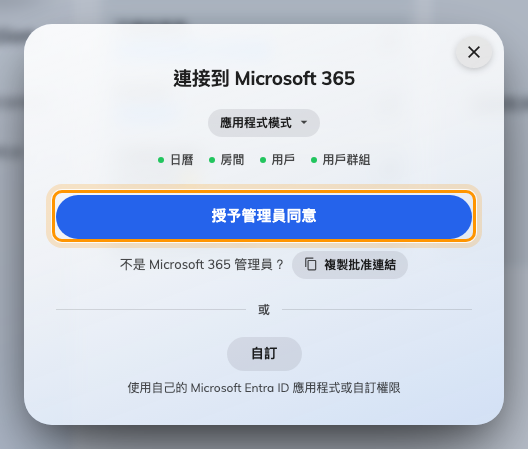 連接到 Microsoft 365
應用程式模式
日曆 房間 用戶 用戶群組
授予管理員同意
不是 Microsoft 365 管理員？ 複製批准連結
或
自訂
使用自己的 Microsoft Entra ID 應用程式或自訂權限